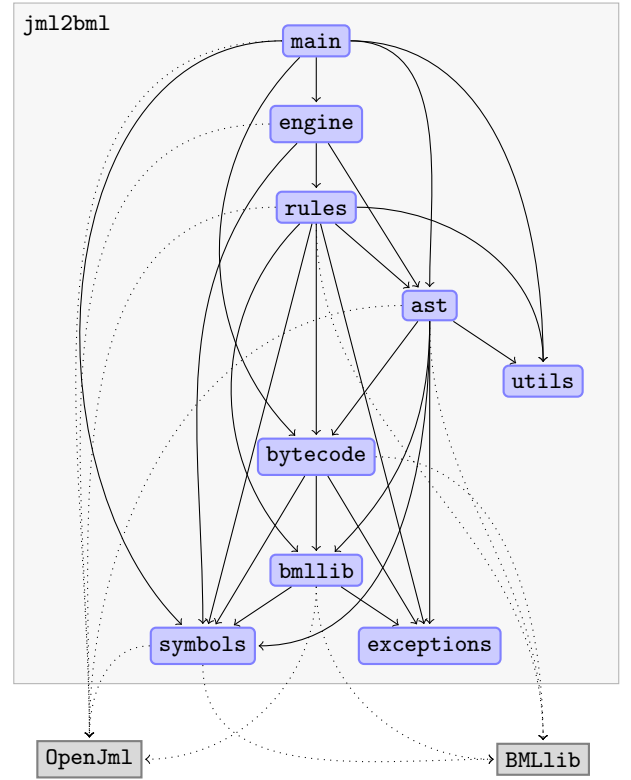 jml2bml
main
engine
rules
ast
utils
bytecode
bmllib
symbols
exceptions
OpenJml
BMLlib